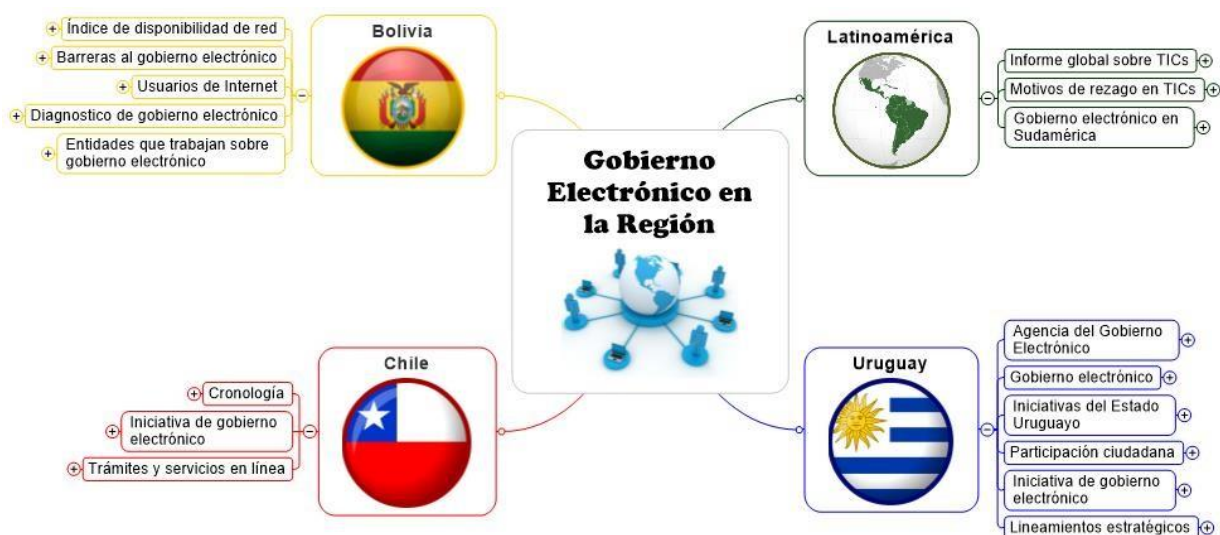 Gobierno
Electrónico en
la Región
Bolivia
Índice de disponibilidad de red
Barreras al gobierno electrónico
Usuarios de Internet
Diagnostico de gobierno electrónico
Entidades que trabajan sobre
gobierno electrónico
Latinoamérica
Informe global sobre TICs
Motivos de rezago en TICs
Gobierno electrónico en
Sudamérica
Chile
Cronología
Iniciativa de gobierno
electrónico
Trámites y servicios en línea
Uruguay
Agencia del Gobierno
Electrónico
Gobierno electrónico
Iniciativas del Estado
Uruguayo
Participación ciudadana
Iniciativa de gobierno
electrónico
Lineamientos estratégicos